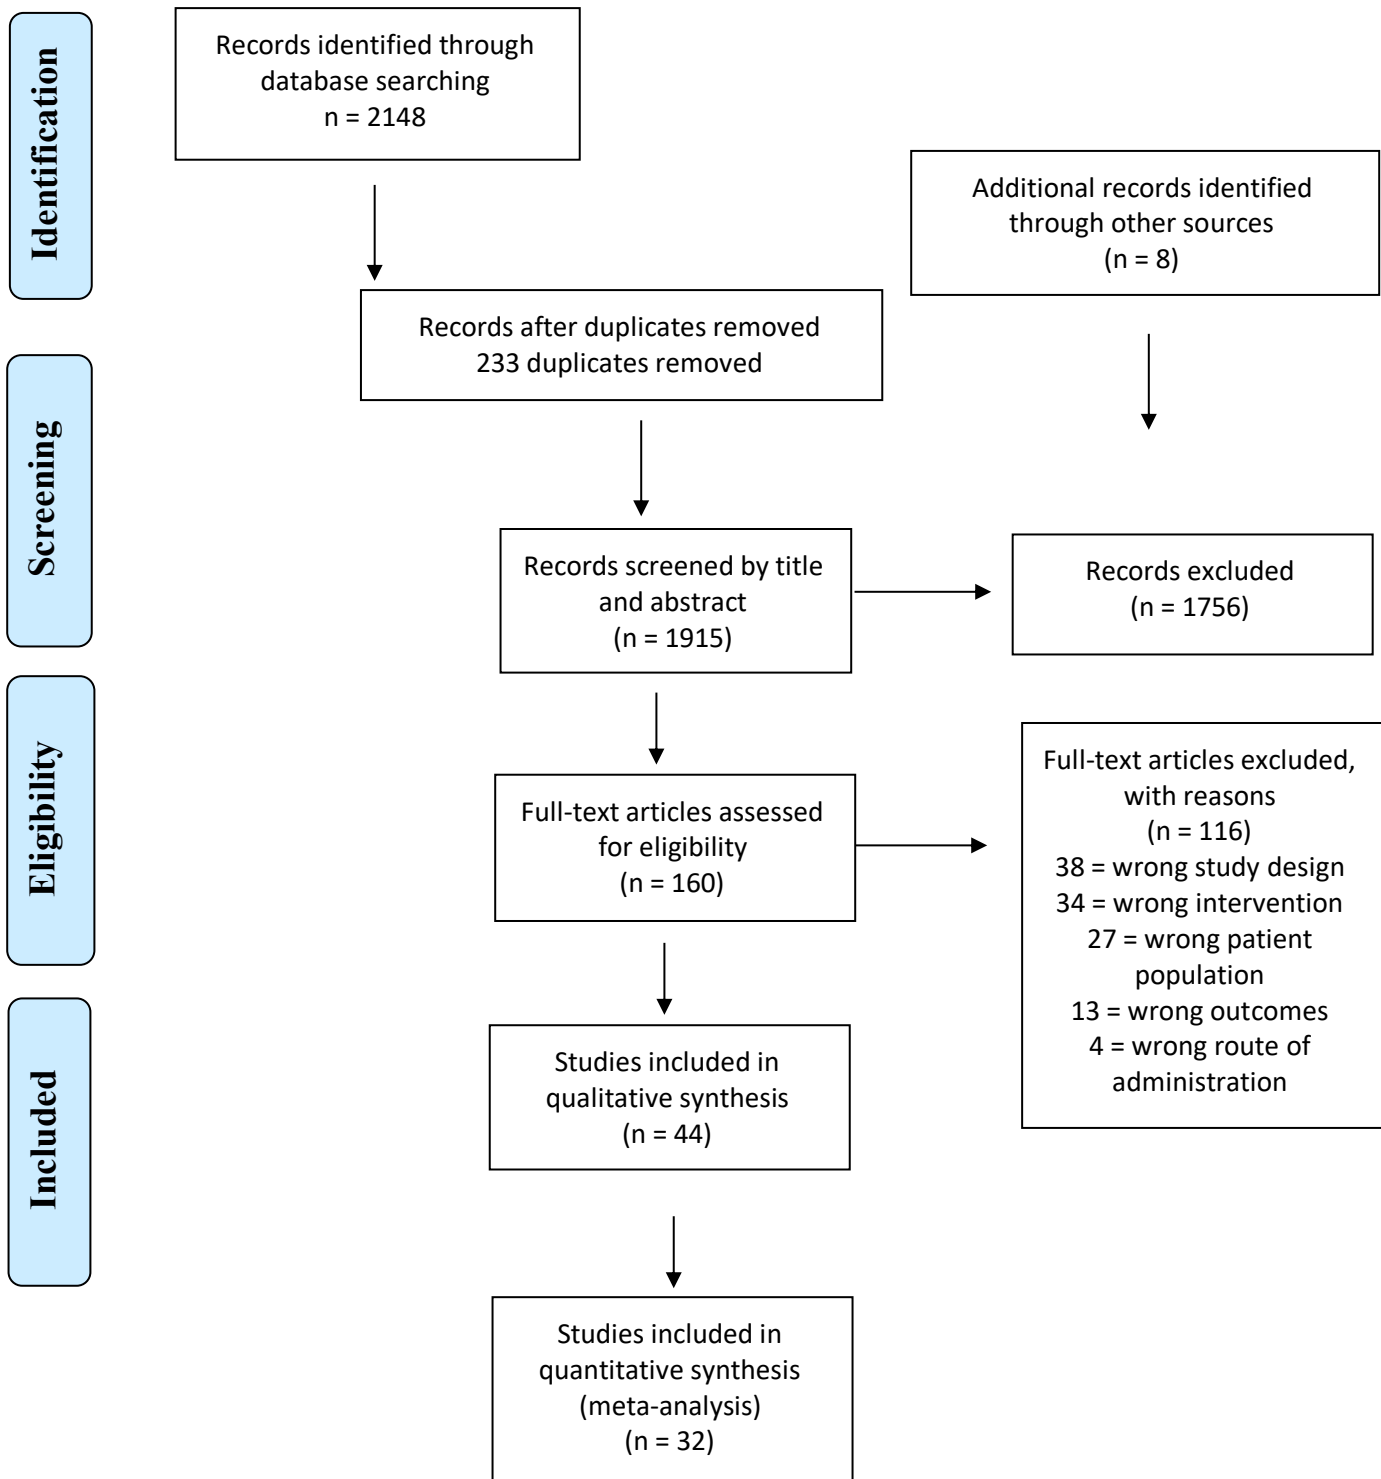 Identification
Records identified through
database searching
n = 2148
Additional records identified
through other sources
(n = 8)
Records after duplicates removed
233 duplicates removed
Screening
Records screened by title
and abstract
(n = 1915)
Records excluded
(n = 1756)
Eligibility
Full-text articles assessed
for eligibility
(n = 160)
Full-text articles excluded,
with reasons
(n = 116)
38 = wrong study design
34 = wrong intervention
27 = wrong patient
population
13 = wrong outcomes
4 = wrong route of
administration
Included
Studies included in
qualitative synthesis
(n = 44)
Studies included in
quantitative synthesis
(meta-analysis)
(n = 32)